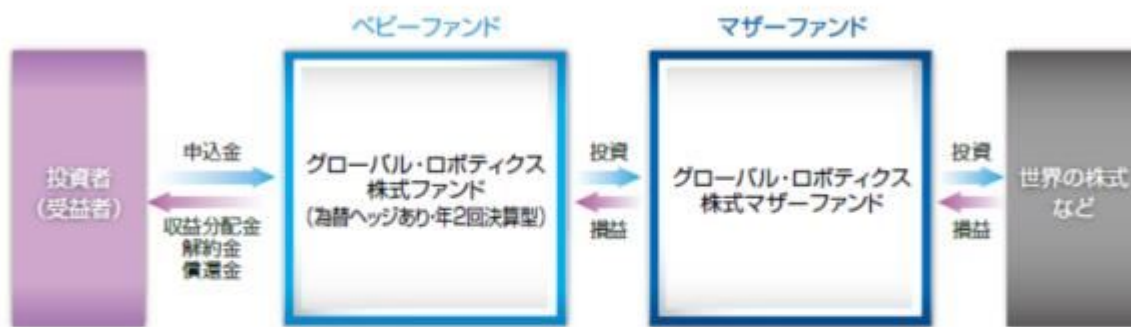 ベビーファンド
マザーファンド
投資者
（受益者）
申込金
収益分配金
解約金
償還金
グローバル・ロボティクス
株式ファンド
（為替ヘッジあり・年2回決算型）
投資
損益
グローバル・ロボティクス
株式マザーファンド
投資
損益
世界の株式
など